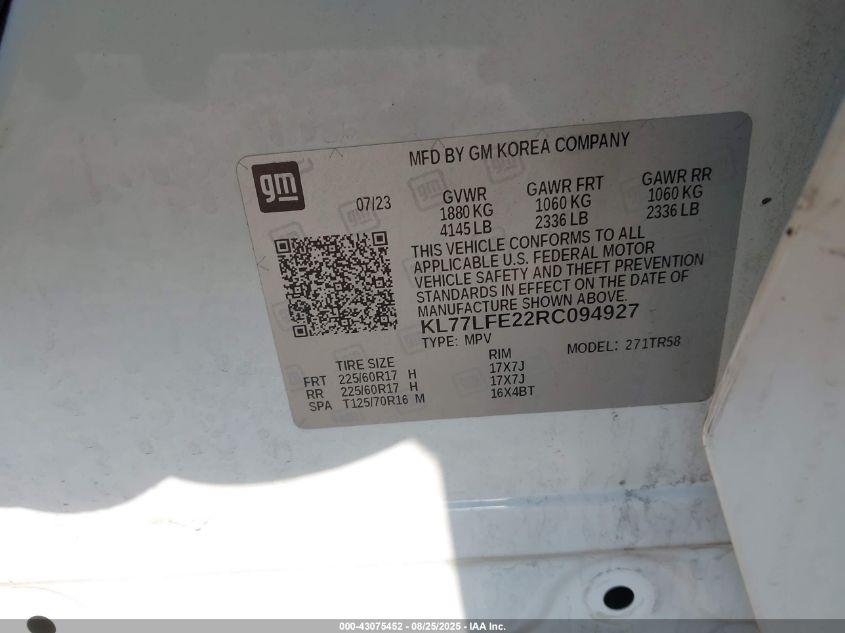 MFD BY GM KOREA COMPANY
gm
07/23
GVWR GAWR FRT GAWR RR
1880 KG 1060 KG 1060 KG
4145 LB 2336 LB 2336 LB
THIS VEHICLE CONFORMS TO ALL
APPLICABLE U.S. FEDERAL MOTOR
VEHICLE SAFETY AND THEFT PREVENTION
STANDARDS IN EFFECT ON THE DATE OF
MANUFACTURE SHOWN ABOVE.
KL77LFE22RC094927
TYPE: MPV MODEL: 271TR58
TIRE SIZE RIM
FRT 225/60R17 H 17X7J
RR 225/60R17 H 17X7J
SPA T125/70R16 M 16X4BT
000-43075452 - 08/25/2025 - IAA Inc.